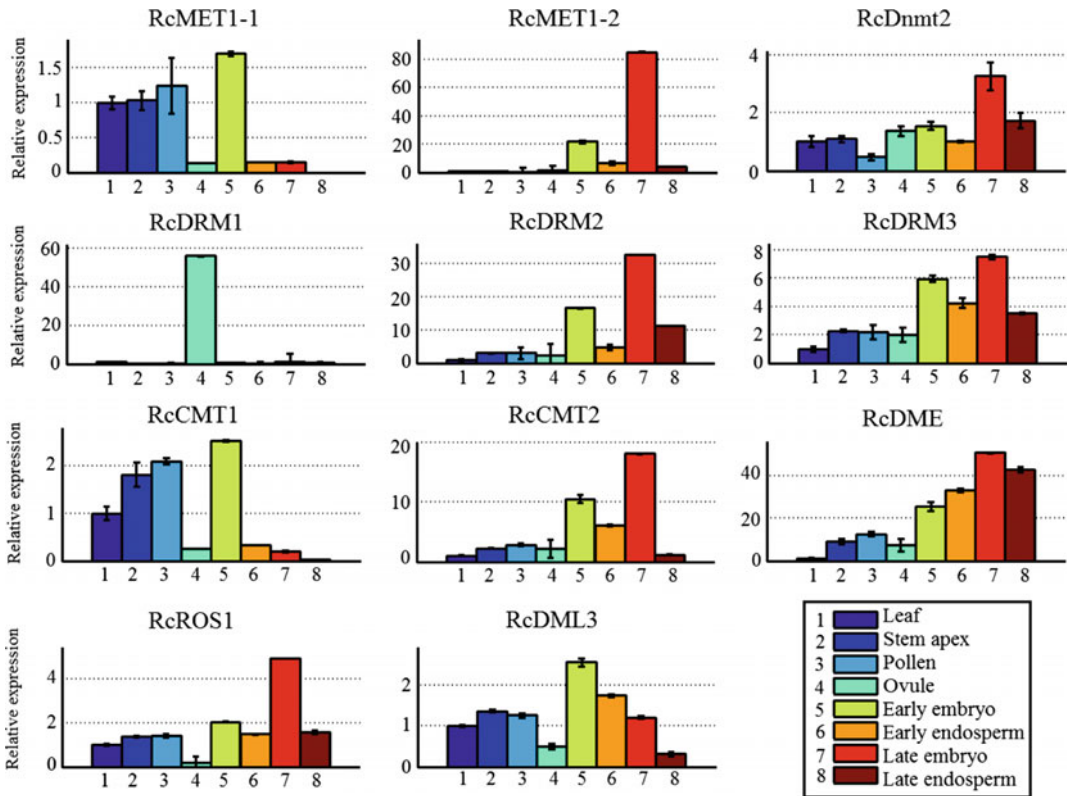 RcMET1-1
RcMET1-2
RcDnmt2
Relative expression
1.5
1
0.5
0
1 2 3 4 5 6 7 8
80
60
40
20
0
1 2 3 4 5 6 7 8
4
2
0
1 2 3 4 5 6 7 8
RcDRM1
RcDRM2
RcDRM3
Relative expression
60
40
20
0
1 2 3 4 5 6 7 8
30
20
10
0
1 2 3 4 5 6 7 8
8
6
4
2
0
1 2 3 4 5 6 7 8
RcCMT1
RcCMT2
RcDME
Relative expression
2
1
0
1 2 3 4 5 6 7 8
20
10
0
1 2 3 4 5 6 7 8
40
20
0
1 2 3 4 5 6 7 8
RcROS1
RcDML3
Relative expression
4
2
0
1 2 3 4 5 6 7 8
2
1
0
1 2 3 4 5 6 7 8
1 Leaf
2 Stem apex
3 Pollen
4 Ovule
5 Early embryo
6 Early endosperm
7 Late embryo
8 Late endosperm